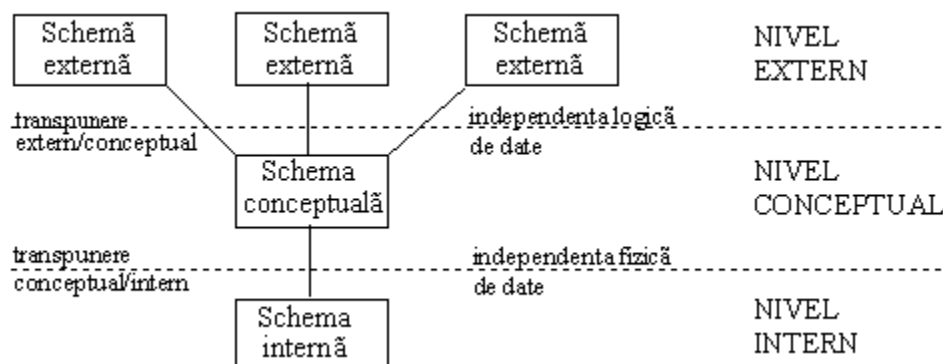 Schemã
externã
Schemã
externã
Schemã
externã
NIVEL
EXTERN
transpunere
extern/conceptual
independenta logicã
de date
Schema
conceptualã
NIVEL
CONCEPTUAL
transpunere
conceptual/intern
independenta fizicã
de date
Schema
internã
NIVEL
INTERN